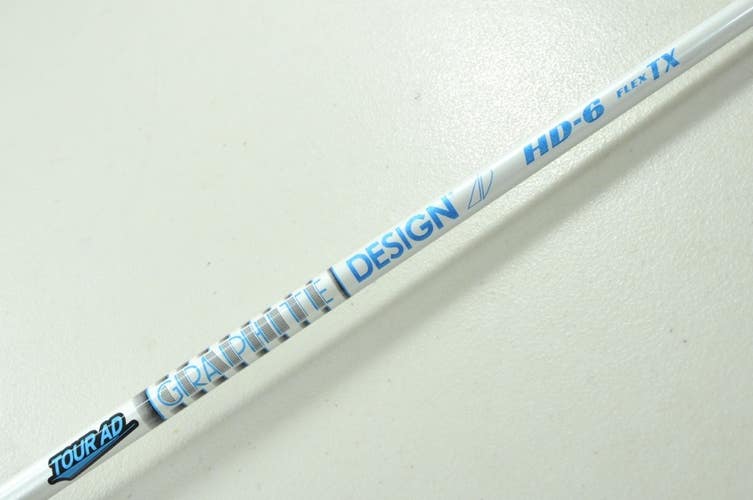 TOUR AD
GRAPHITE DESIGN
HD-6 FLEX TX